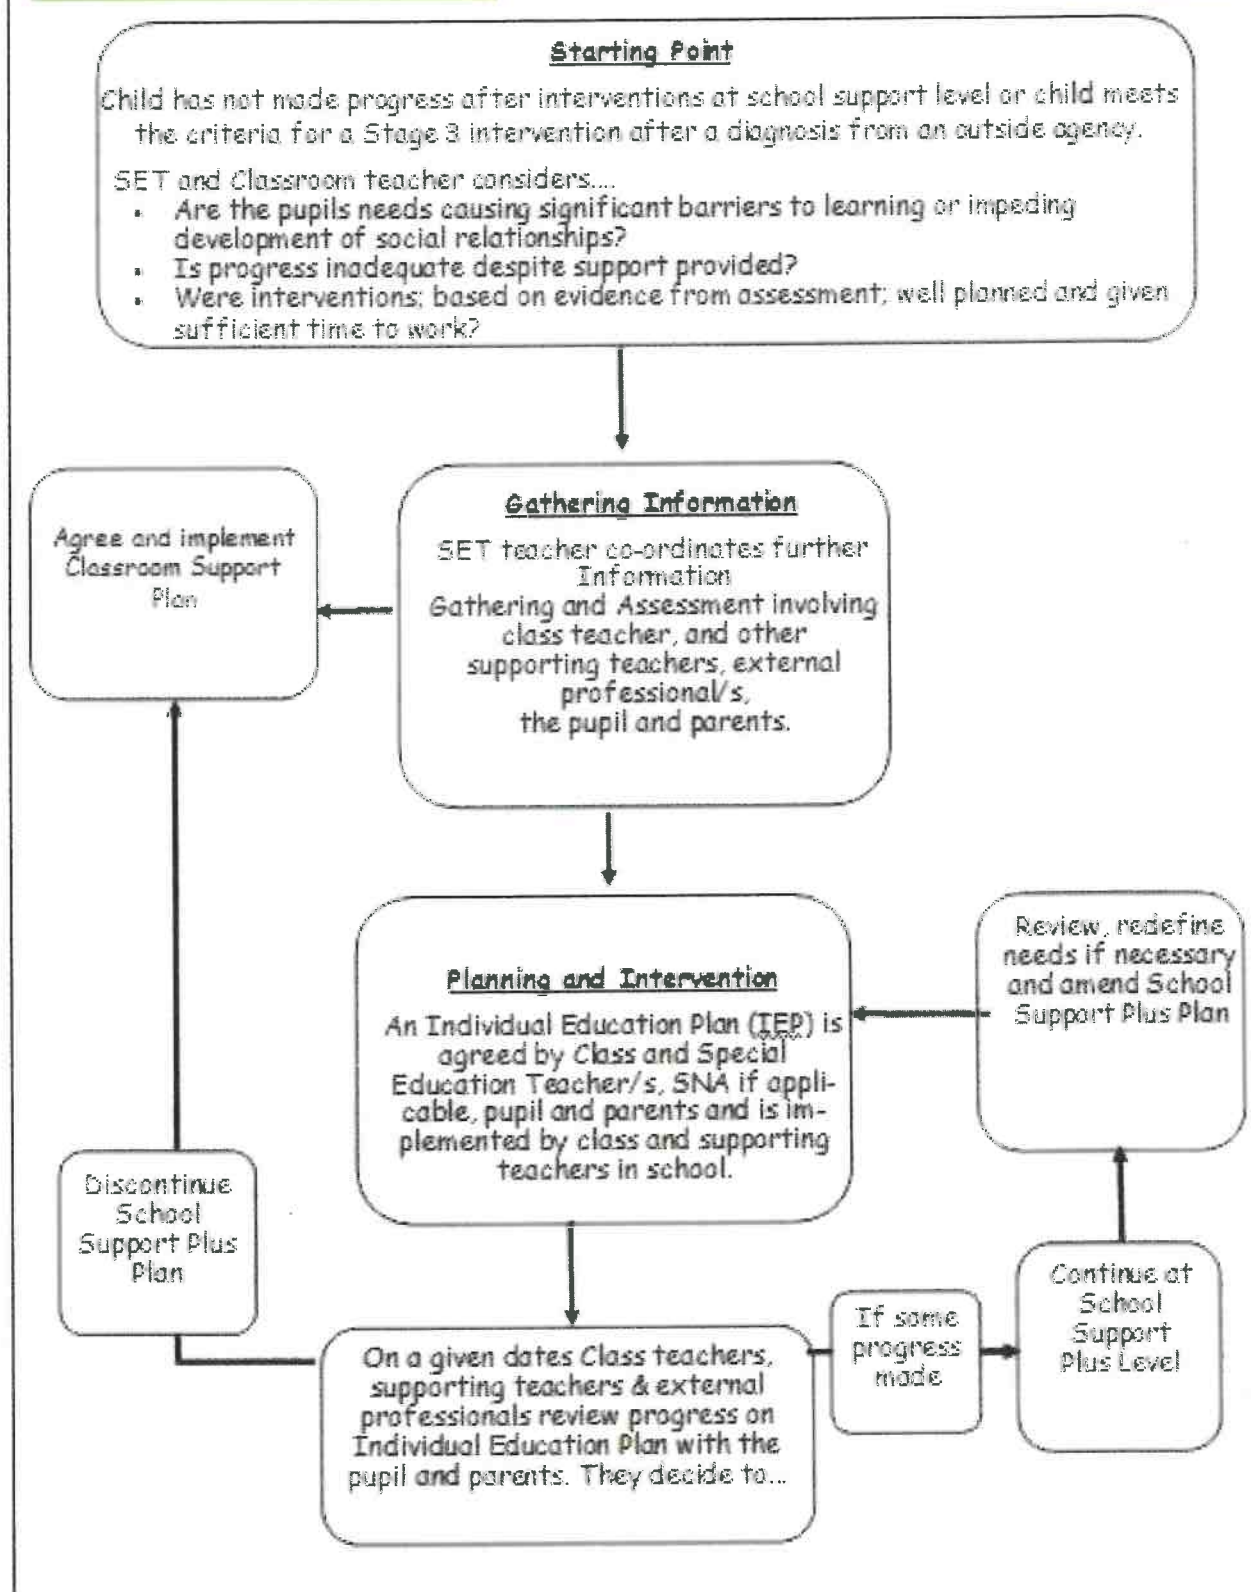 Starting Point
Child has not made progress after interventions at school support level or child meets
the criteria for a Stage 3 intervention after a diagnosis from an outside agency.
SET and Classroom teacher considers....
• Are the pupils needs causing significant barriers to learning or impeding
development of social relationships?
• Is progress inadequate despite support provided?
• Were interventions; based on evidence from assessment; well planned and given
sufficient time to work?
Gathering Information
SET teacher co-ordinates further
Information
Gathering and Assessment involving
class teacher, and other
supporting teachers, external
professional/s,
the pupil and parents.
Agree and implement
Classroom Support
Plan
Planning and Intervention
An Individual Education Plan (IEP) is
agreed by Class and Special
Education Teacher/s, SNA if appli-
cable, pupil and parents and is im-
plemented by class and supporting
teachers in school.
Review, redefine
needs if necessary
and amend School
Support Plus Plan
Discontinue
School
Support Plus
Plan
On a given dates Class teachers,
supporting teachers & external
professionals review progress on
Individual Education Plan with the
pupil and parents. They decide to...
If some
progress
made
Continue at
School
Support
Plus Level